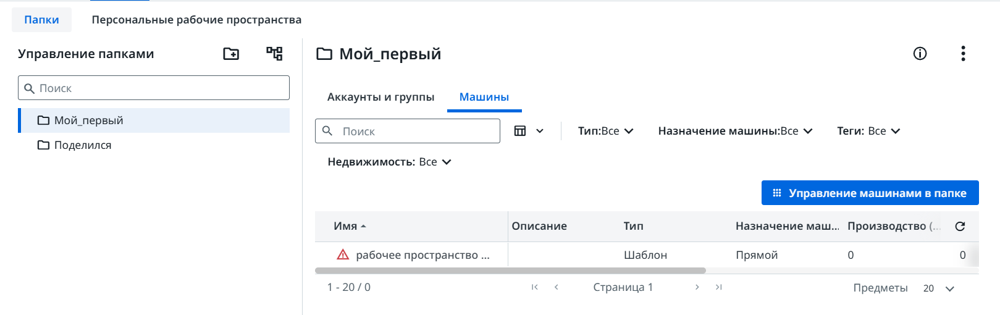 Папки
Персональные рабочие пространства
Управление папками
Поиск
Мой_первый
Поделился
Мой_первый
Аккаунты и группы
Машины
Поиск
Тип:Все
Назначение машины:Все
Теги: Все
Недвижимость: Все
Управление машинами в папке
Имя
Описание
Тип
Назначение маш...
Производство (...
рабочее пространство ...
Шаблон
Прямой
0
0
1 - 20 / 0
Страница 1
Предметы
20